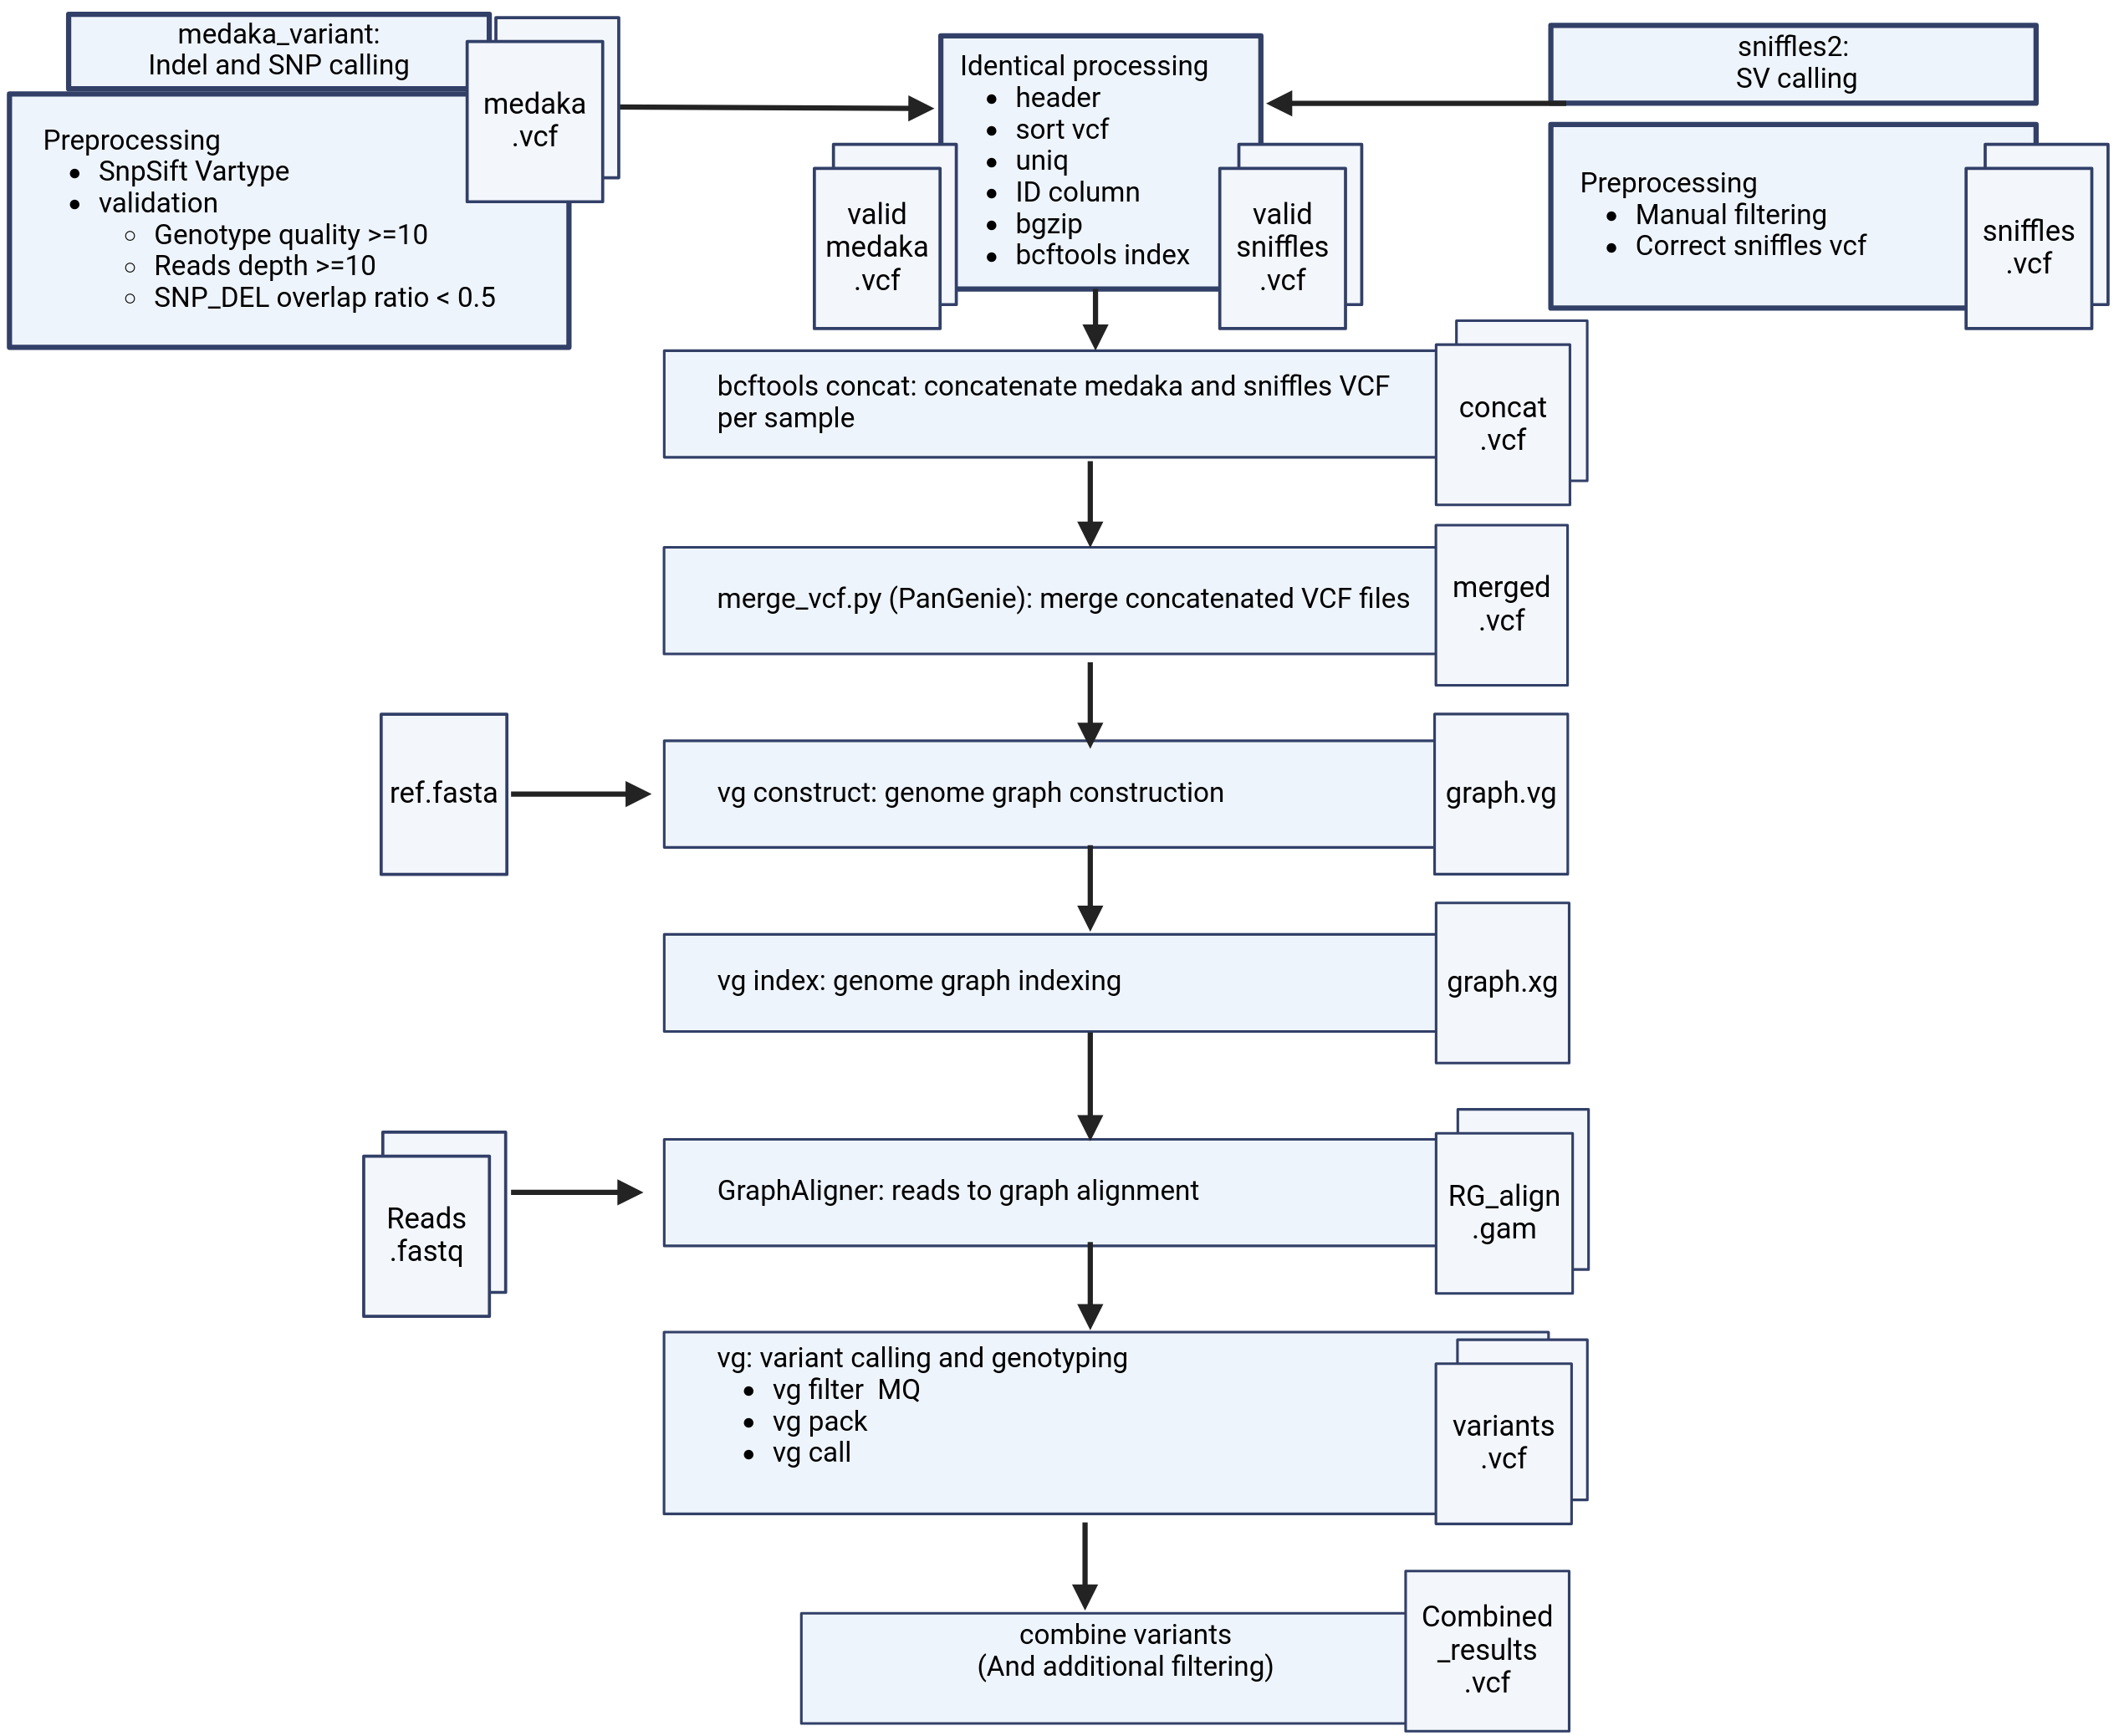 medaka_variant:
Indel and SNP calling
medaka
.vcf
Preprocessing
• SnpSift Vartype
• validation
○ Genotype quality >=10
○ Reads depth >=10
○ SNP_DEL overlap ratio < 0.5
Identical processing
• header
• sort vcf
• uniq
• ID column
• bgzip
• bcftools index
valid
medaka
.vcf
valid
sniffles
.vcf
sniffles2:
SV calling
Preprocessing
• Manual filtering
• Correct sniffles vcf
sniffles
.vcf
bcftools concat: concatenate medaka and sniffles VCF
per sample
concat
.vcf
merge_vcf.py (PanGenie): merge concatenated VCF files
merged
.vcf
ref.fasta
vg construct: genome graph construction
graph.vg
vg index: genome graph indexing
graph.xg
Reads
.fastq
GraphAligner: reads to graph alignment
RG_align
.gam
vg: variant calling and genotyping
• vg filter  MQ
• vg pack
• vg call
variants
.vcf
combine variants
(And additional filtering)
Combined
_results
.vcf